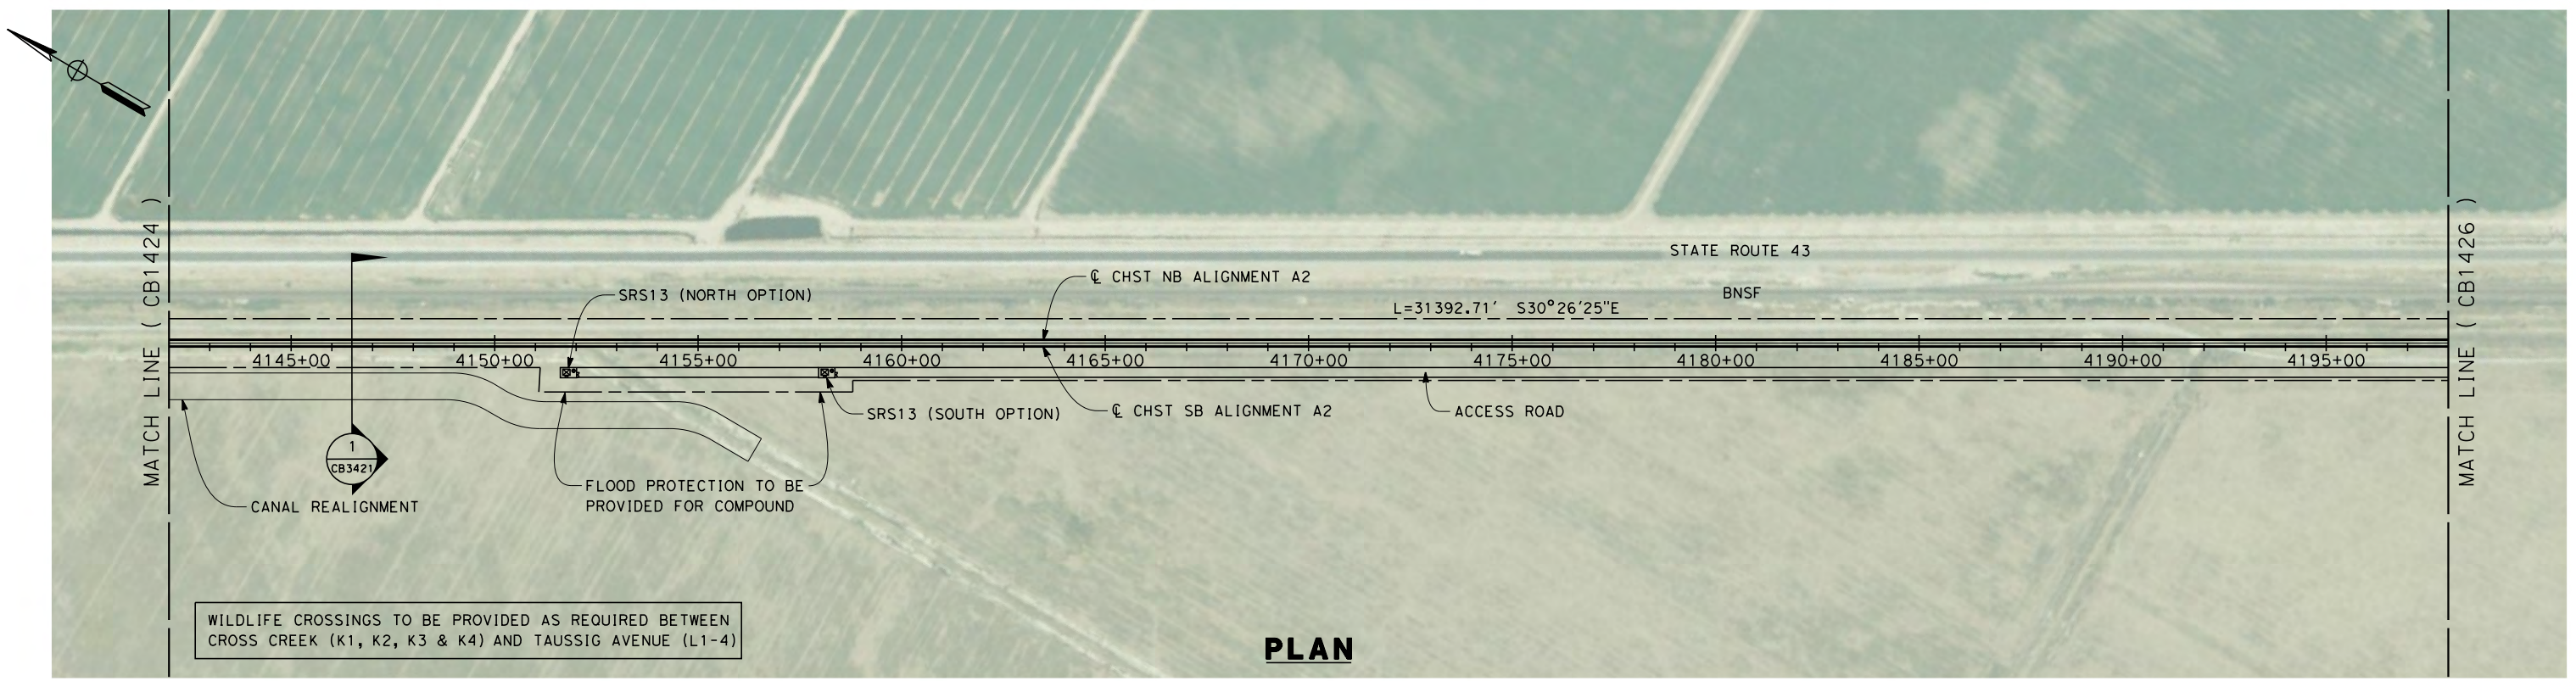 STATE ROUTE 43
℄ CHST NB ALIGNMENT A2
SRS13 (NORTH OPTION)
BNSF
L=31392.71' S30°26'25"E
MATCH LINE ( CB1424 )
MATCH LINE ( CB1426 )
4145+00 4150+00 4155+00 4160+00 4165+00 4170+00 4175+00 4180+00 4185+00 4190+00 4195+00
SRS13 (SOUTH OPTION)
℄ CHST SB ALIGNMENT A2
ACCESS ROAD
1
CB3421
FLOOD PROTECTION TO BE
PROVIDED FOR COMPOUND
CANAL REALIGNMENT
WILDLIFE CROSSINGS TO BE PROVIDED AS REQUIRED BETWEEN
CROSS CREEK (K1, K2, K3 & K4) AND TAUSSIG AVENUE (L1-4)
PLAN